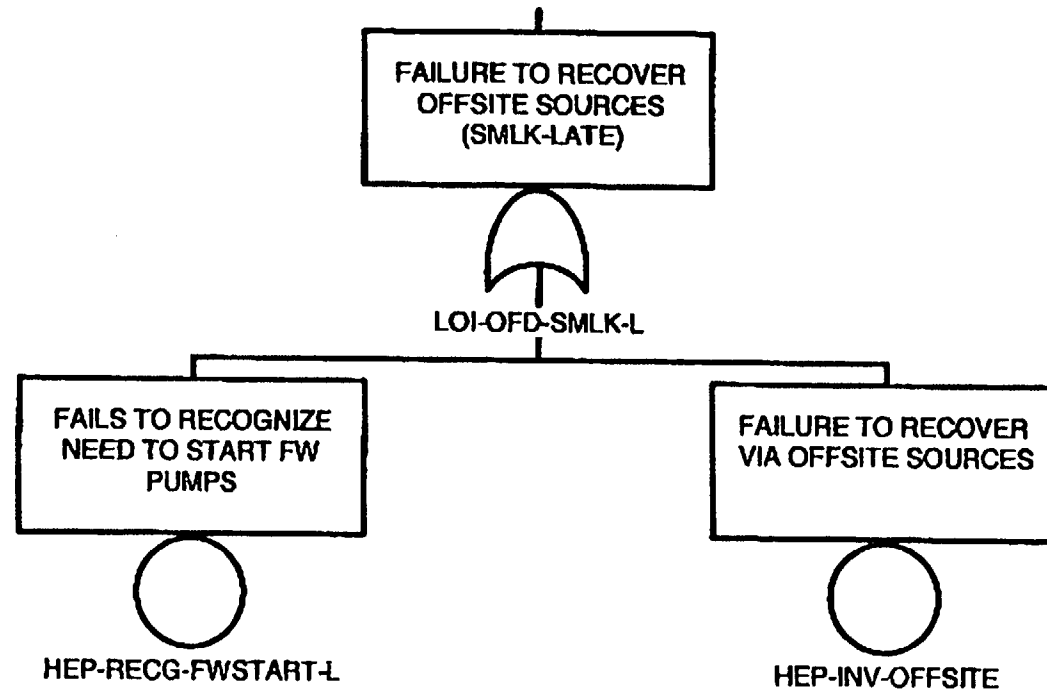 FAILURE TO RECOVER
OFFSITE SOURCES
(SMLK-LATE)
LOI-OFD-SMLK-L
FAILS TO RECOGNIZE
NEED TO START FW
PUMPS
HEP-RECG-FWSTART-L
FAILURE TO RECOVER
VIA OFFSITE SOURCES
HEP-INV-OFFSITE